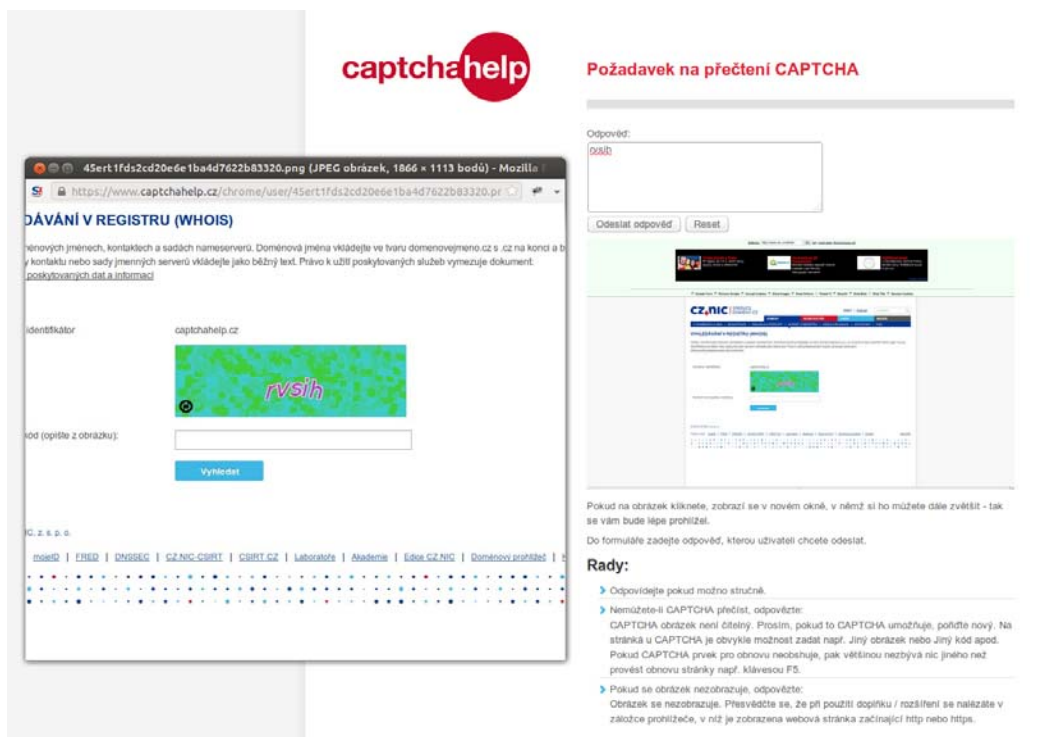 captchahelp
Požadavek na přečtení CAPTCHA
Odpověď:
rvsih
Odeslat odpověď Reset
45ert1fds2cd20e6e1ba4d7622b83320.png (JPEG obrázek, 1866 × 1113 bodů) - Mozilla
https://www.captchahelp.cz/chrome/user/45ert1fds2cd20e6e1ba4d7622b83320.pr
DÁVÁNÍ V REGISTRU (WHOIS)
ménových jménech, kontaktech a sadách nameserverů. Doménová jména vkládejte ve tvaru domenovejmeno.cz s .cz na konci a
y kontaktu nebo sady jmenných serverů vkládejte jako běžný text. Právo k užití poskytovaných služeb vymezuje dokument:
poskytovaných dat a informací
identifikátor captchahelp.cz
rvsih
kód (opište z obrázku):
Vyhledat
IC, z. s. p. o.
mojeID | FRED | DNSSEC | CZ.NIC-CSIRT | CSIRT.CZ | Laboratoře | Akademie | Edice CZ.NIC | Doménový prohlížeč |
CZ.NIC
VYHLEDÁVÁNÍ V REGISTRU (WHOIS)
Pokud na obrázek kliknete, zobrazí se v novém okně, v němž si ho můžete dále zvětšit - tak
se vám bude lépe prohlížel.
Do formuláře zadejte odpověď, kterou uživateli chcete odeslat.
Rady:
Odpovídejte pokud možno stručně.
Nemůžete-li CAPTCHA přečíst, odpovězte:
CAPTCHA obrázek není čitelný. Prosím, pokud to CAPTCHA umožňuje, pořiďte nový. Na
stránká u CAPTCHA je obvykle možnost zadat např. Jiný obrázek nebo Jiný kód apod.
Pokud CAPTCHA prvek pro obnovu neobshuje, pak většinou nezbývá nic jiného než
provést obnovu stránky např. klávesou F5.
Pokud se obrázek nezobrazuje, odpovězte:
Obrázek se nezobrazuje. Přesvědčte se, že při použití doplňku / rozšíření se nalézáte v
záložce prohlížeče, v níž je zobrazena webová stránka začínající http nebo https.